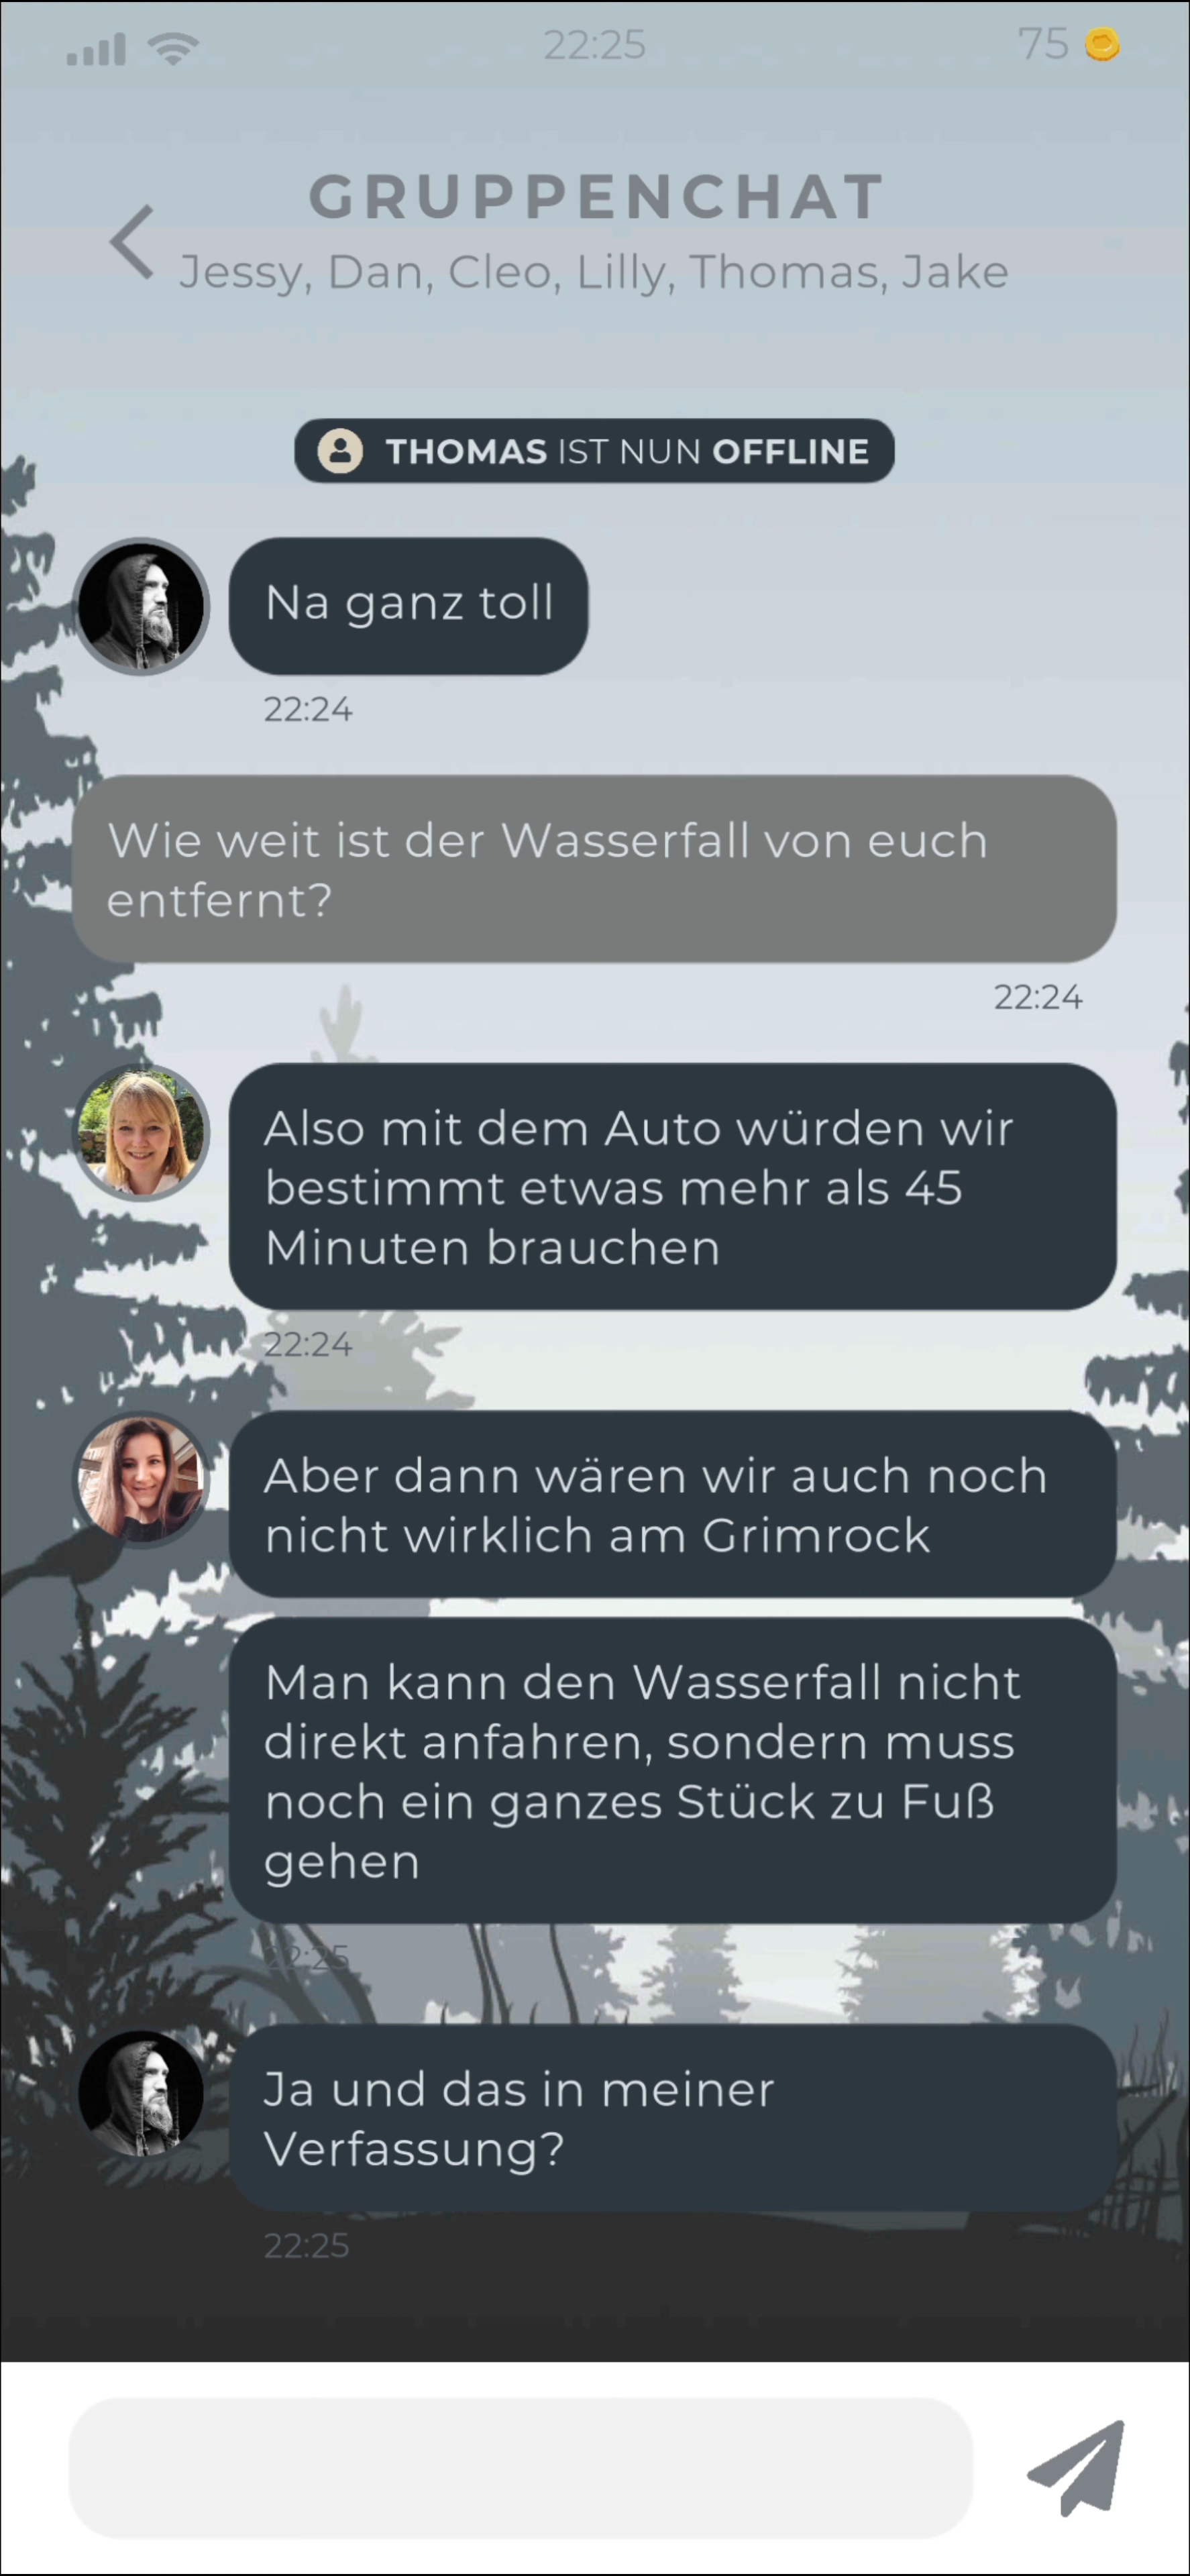 22:25
75
GRUPPENCHAT
Jessy, Dan, Cleo, Lilly, Thomas, Jake
THOMAS IST NUN OFFLINE
Na ganz toll
22:24
Wie weit ist der Wasserfall von euch
entfernt?
22:24
Also mit dem Auto würden wir
bestimmt etwas mehr als 45
Minuten brauchen
22:24
Aber dann wären wir auch noch
nicht wirklich am Grimrock
Man kann den Wasserfall nicht
direkt anfahren, sondern muss
noch ein ganzes Stück zu Fuß
gehen
22:25
Ja und das in meiner
Verfassung?
22:25